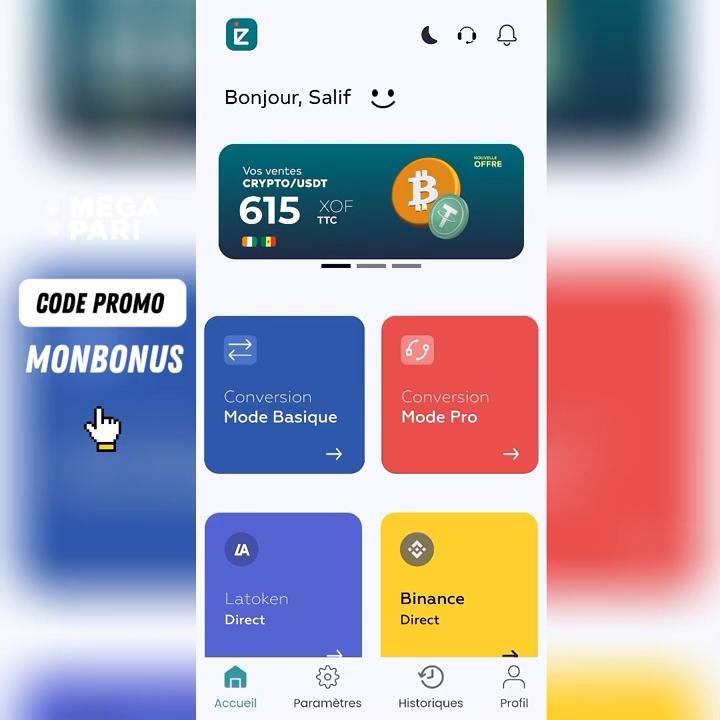 Bonjour, Salif
Vos ventes
CRYPTO/USDT
615 XOF
TTC
NOUVELLE
OFFRE
MEGA
PARI
CODE PROMO
MONBONUS
Conversion
Mode Basique
Conversion
Mode Pro
Latoken
Direct
Binance
Direct
Accueil
Paramètres
Historiques
Profil